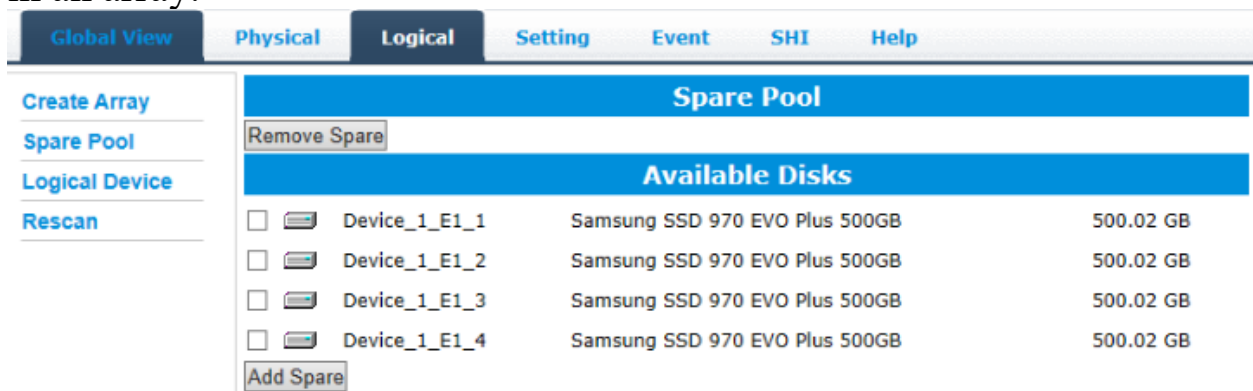 in an array.
Global View Physical Logical Setting Event SHI Help
Create Array
Spare Pool
Logical Device
Rescan
Spare Pool
Remove Spare
Available Disks
Device_1_E1_1 Samsung SSD 970 EVO Plus 500GB 500.02 GB
Device_1_E1_2 Samsung SSD 970 EVO Plus 500GB 500.02 GB
Device_1_E1_3 Samsung SSD 970 EVO Plus 500GB 500.02 GB
Device_1_E1_4 Samsung SSD 970 EVO Plus 500GB 500.02 GB
Add Spare